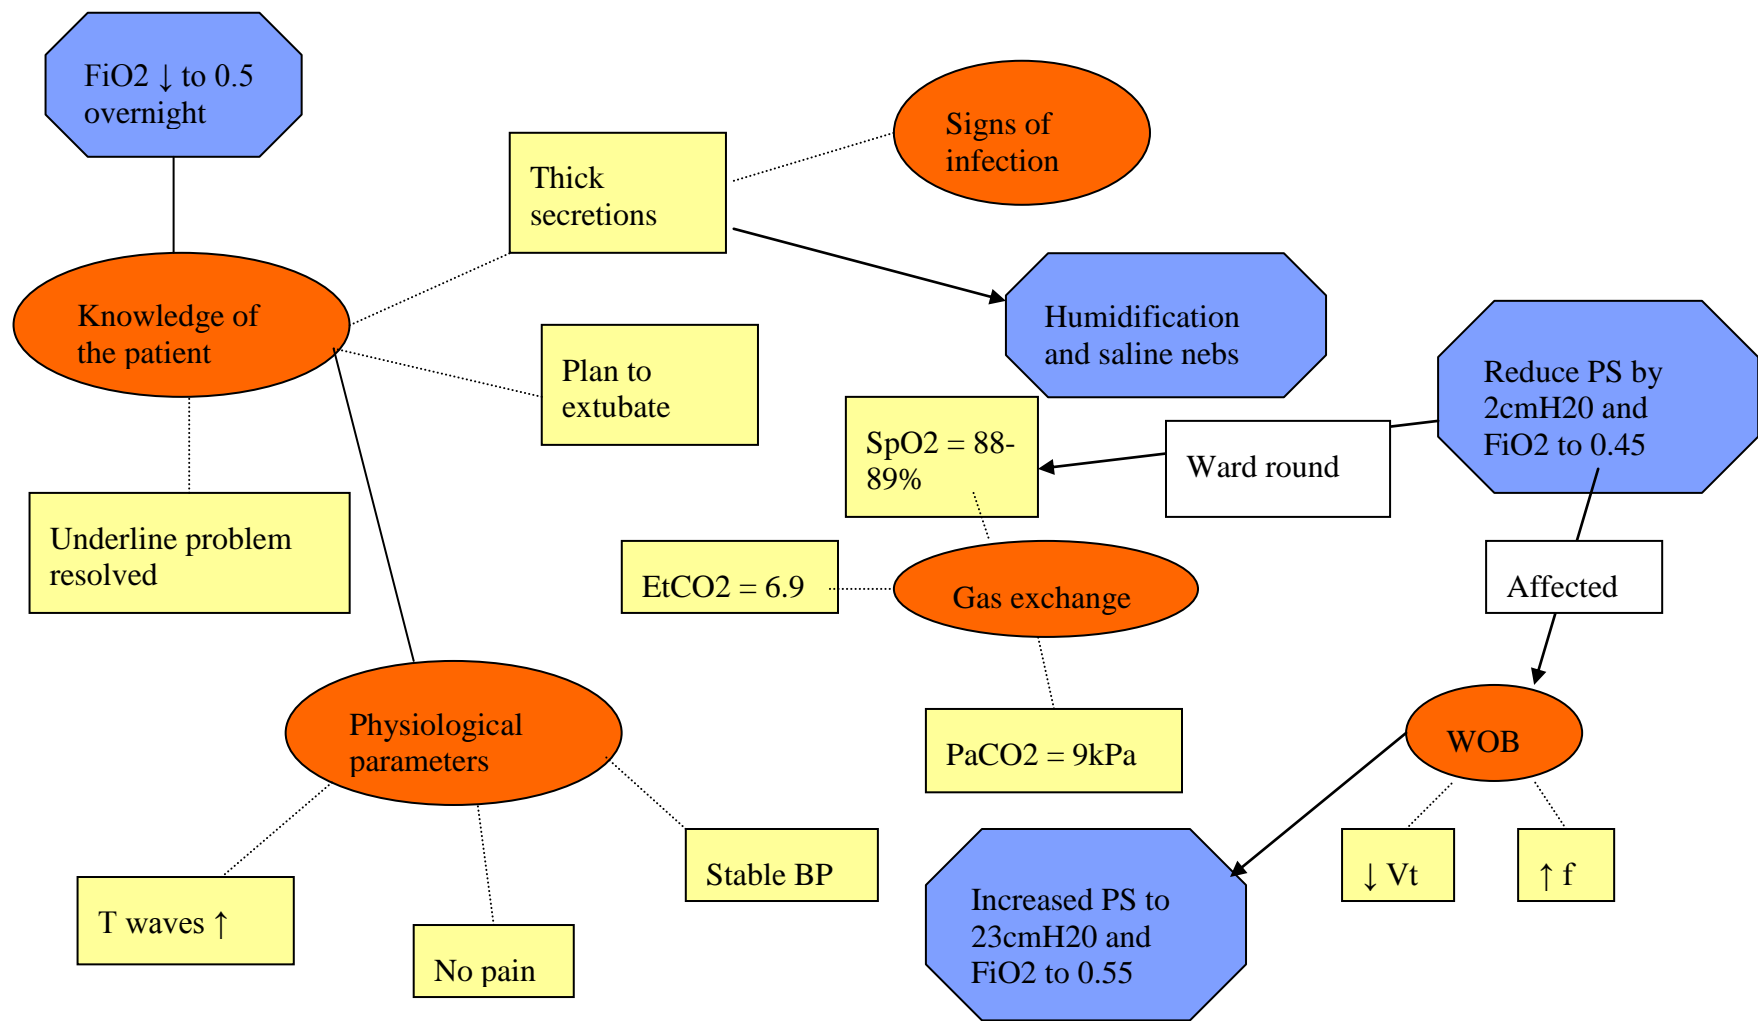 FiO2 ↓ to 0.5
overnight
Signs of
infection
Thick
secretions
Knowledge of
the patient
Humidification
and saline nebs
Plan to
extubate
Reduce PS by
2cmH20 and
FiO2 to 0.45
SpO2 = 88-
89%
Ward round
Underline problem
resolved
EtCO2 = 6.9
Gas exchange
Affected
Physiological
parameters
PaCO2 = 9kPa
WOB
Stable BP
↓ Vt
↑ f
T waves ↑
No pain
Increased PS to
23cmH20 and
FiO2 to 0.55